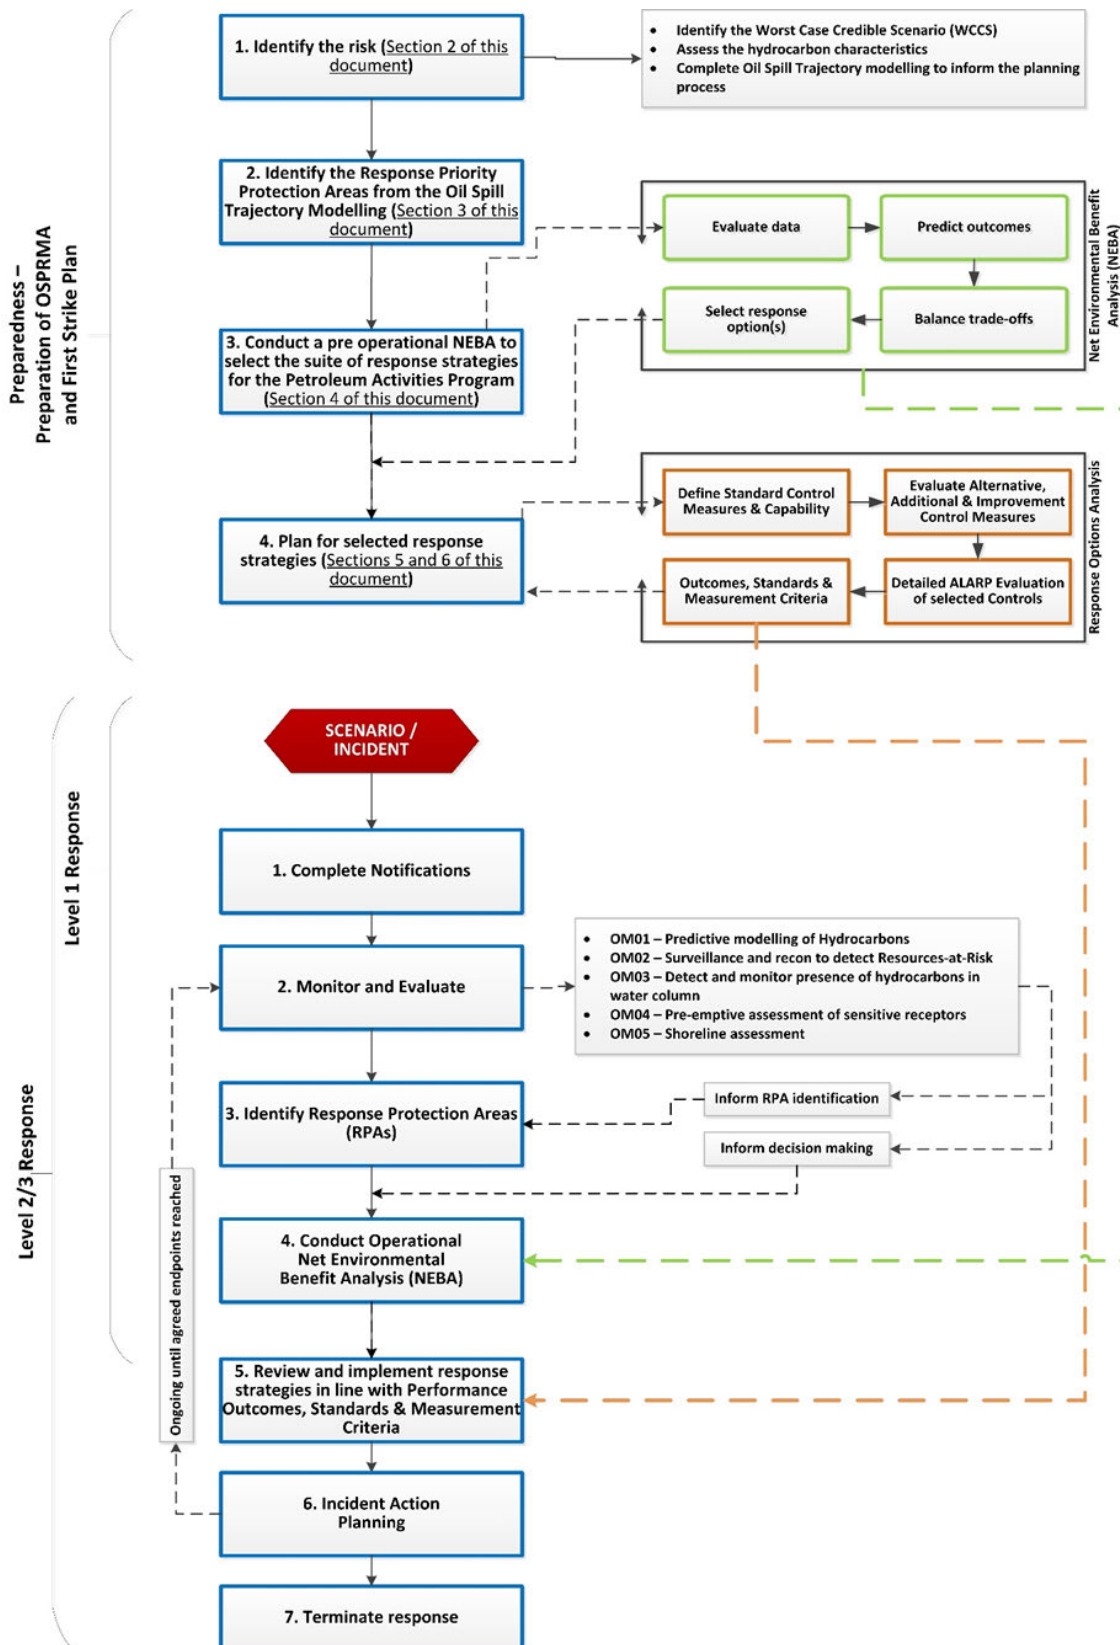 1. Identify the risk (Section 2 of this
document)
• Identify the Worst Case Credible Scenario (WCCS)
• Assess the hydrocarbon characteristics
• Complete Oil Spill Trajectory modelling to inform the planning
process
Preparedness –
Preparation of OSPRMA
and First Strike Plan
2. Identify the Response Priority
Protection Areas from the Oil Spill
Trajectory Modelling (Section 3 of this
document)
Evaluate data
Predict outcomes
Select response
option(s)
Balance trade-offs
Net Environmental Benefit
Analysis (NEBA)
3. Conduct a pre operational NEBA to
select the suite of response strategies
for the Petroleum Activities Program
(Section 4 of this document)
Define Standard Control
Measures & Capability
Evaluate Alternative,
Additional & Improvement
Control Measures
Outcomes, Standards &
Measurement Criteria
Detailed ALARP Evaluation
of selected Controls
Response Options Analysis
4. Plan for selected response
strategies (Sections 5 and 6 of this
document)
SCENARIO /
INCIDENT
Level 1 Response
Level 2/3 Response
1. Complete Notifications
2. Monitor and Evaluate
• OM01 – Predictive modelling of Hydrocarbons
• OM02 – Surveillance and recon to detect Resources-at-Risk
• OM03 – Detect and monitor presence of hydrocarbons in
water column
• OM04 – Pre-emptive assessment of sensitive receptors
• OM05 – Shoreline assessment
3. Identify Response Protection Areas
(RPAs)
Inform RPA identification
Inform decision making
Ongoing until agreed endpoints reached
4. Conduct Operational
Net Environmental
Benefit Analysis (NEBA)
5. Review and implement response
strategies in line with Performance
Outcomes, Standards & Measurement
Criteria
6. Incident Action
Planning
7. Terminate response